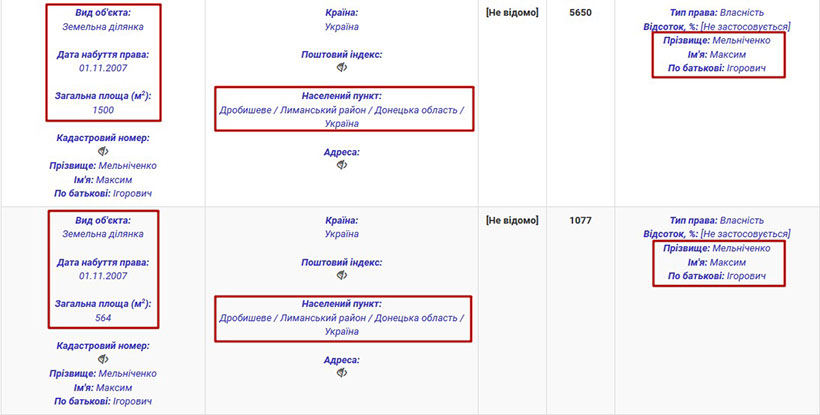 Вид об'єкта:
Земельна ділянка
Дата набуття права:
01.11.2007
Загальна площа (м²):
1500
Кадастровий номер:
Прізвище: Мельніченко
Ім'я: Максим
По батькові: Ігорович
Країна:
Україна
Поштовий індекс:
Населений пункт:
Дробишеве / Лиманський район / Донецька область /
Україна
Адреса:
[Не відомо]
5650
Тип права: Власність
Відсоток, %: [Не застосовується]
Прізвище: Мельніченко
Ім'я: Максим
По батькові: Ігорович
Вид об'єкта:
Земельна ділянка
Дата набуття права:
01.11.2007
Загальна площа (м²):
564
Кадастровий номер:
Прізвище: Мельніченко
Ім'я: Максим
По батькові: Ігорович
Країна:
Україна
Поштовий індекс:
Населений пункт:
Дробишеве / Лиманський район / Донецька область /
Україна
Адреса:
[Не відомо]
1077
Тип права: Власність
Відсоток, %: [Не застосовується]
Прізвище: Мельніченко
Ім'я: Максим
По батькові: Ігорович